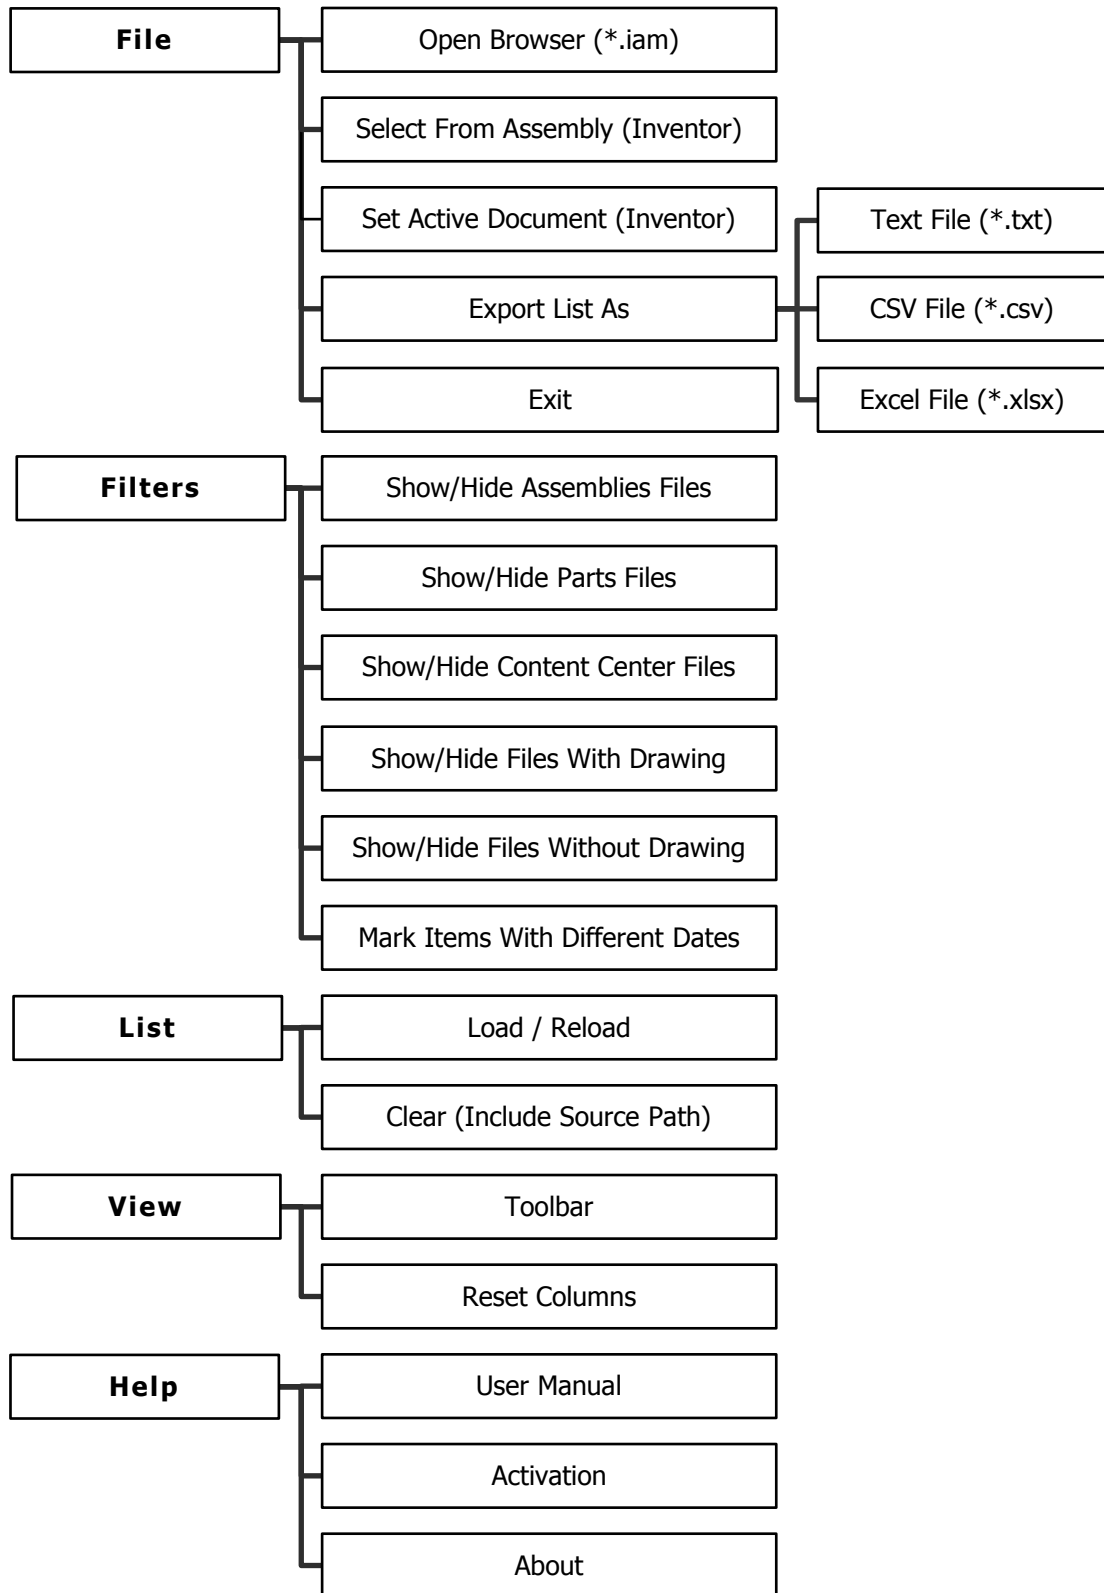 File
Open Browser (*.iam)
Select From Assembly (Inventor)
Set Active Document (Inventor)
Export List As
Text File (*.txt)
CSV File (*.csv)
Excel File (*.xlsx)
Exit
Filters
Show/Hide Assemblies Files
Show/Hide Parts Files
Show/Hide Content Center Files
Show/Hide Files With Drawing
Show/Hide Files Without Drawing
Mark Items With Different Dates
List
Load / Reload
Clear (Include Source Path)
View
Toolbar
Reset Columns
Help
User Manual
Activation
About